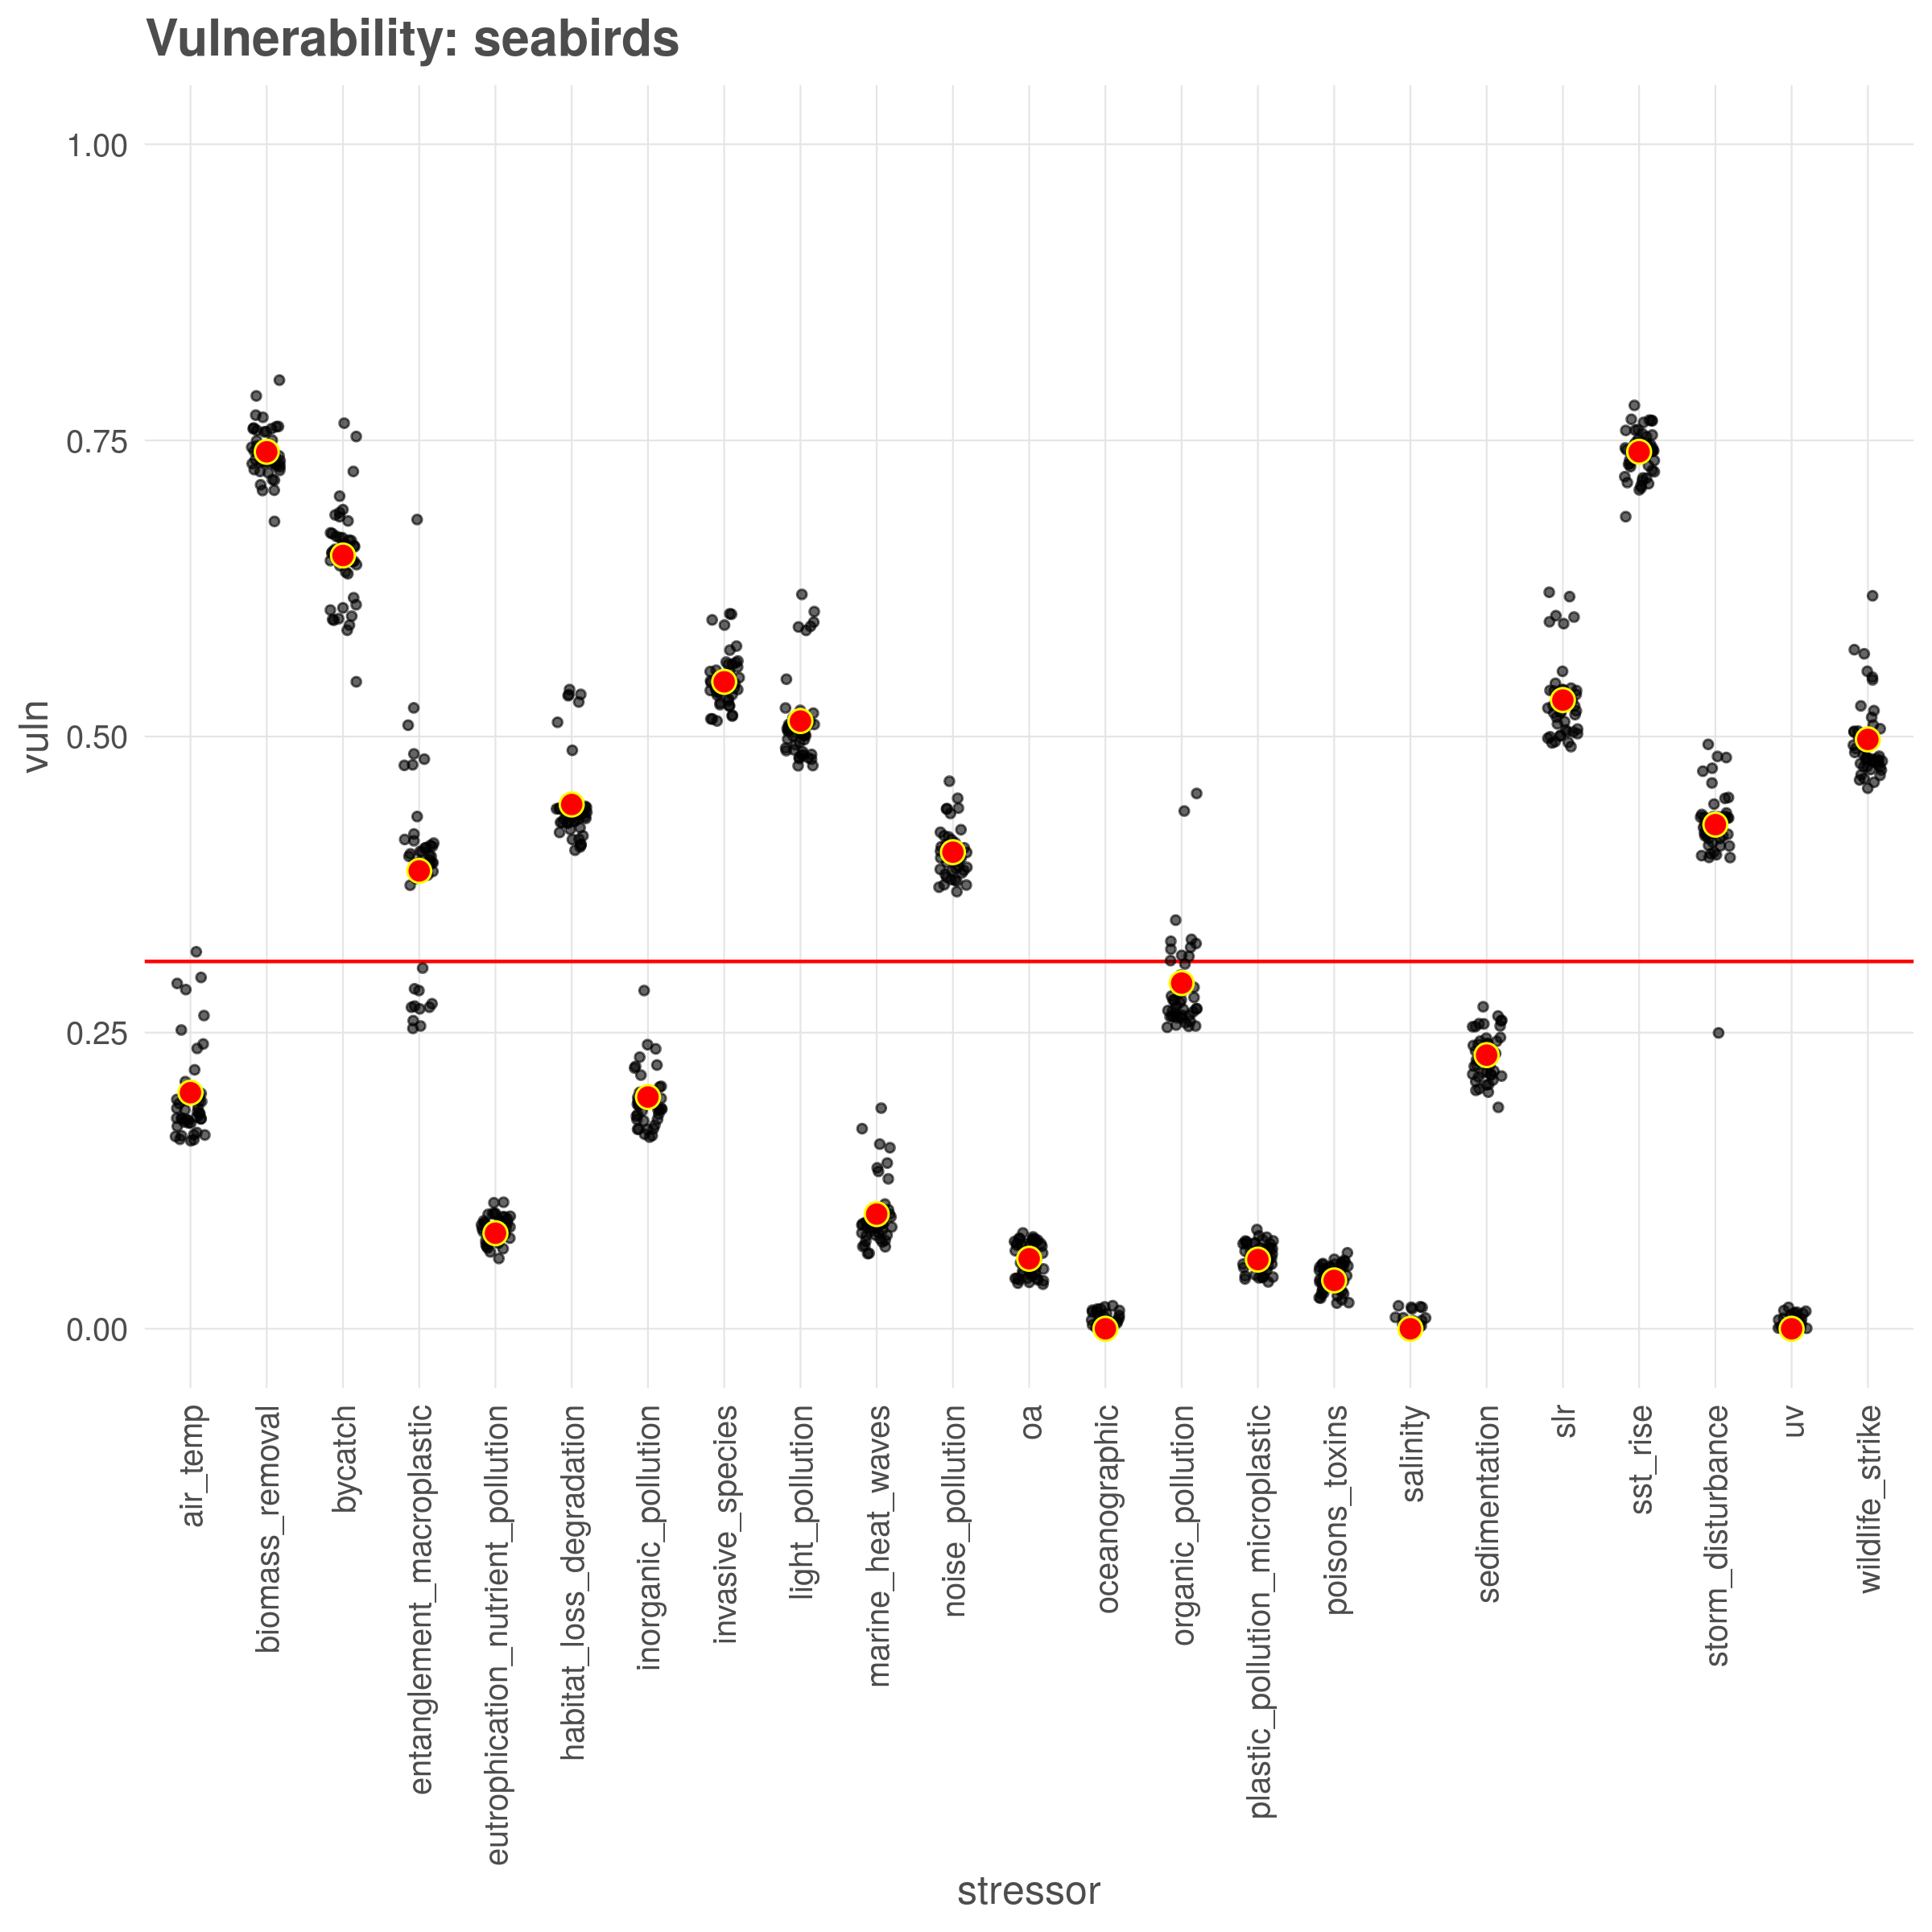 Vulnerability: seabirds
vuln
1.00
0.75
0.50
0.25
0.00
air_temp
biomass_removal
bycatch
entanglement_macroplastic
eutrophication_nutrient_pollution
habitat_loss_degradation
inorganic_pollution
invasive_species
light_pollution
marine_heat_waves
noise_pollution
oa
oceanographic
organic_pollution
plastic_pollution_microplastic
poisons_toxins
salinity
sedimentation
slr
sst_rise
storm_disturbance
uv
wildlife_strike
stressor